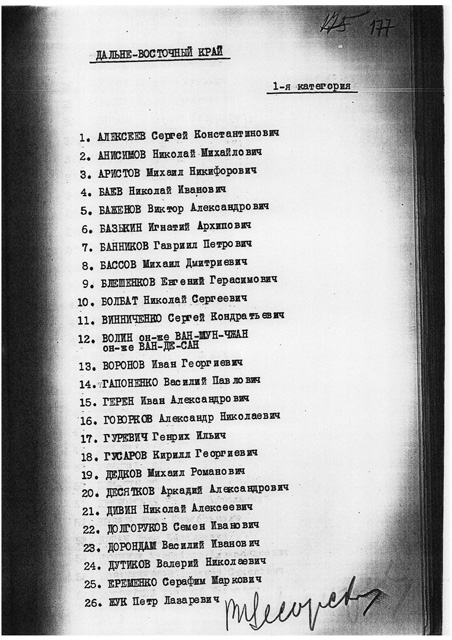 175 177
ДАЛЬНЕ-ВОСТОЧНЫЙ КРАЙ
1-я категория
1. АЛЕКСЕЕВ Сергей Константинович
2. АНИСИМОВ Николай Михайлович
3. АРИСТОВ Михаил Никифорович
4. БАЕВ Николай Иванович
5. БАЖЕНОВ Виктор Александрович
6. БАЗЫКИН Игнатий Архипович
7. БАННИКОВ Гавриил Петрович
8. БАССОВ Михаил Дмитриевич
9. БЛЕШЕНКОВ Евгений Герасимович
10. БОЛБАТ Николай Сергеевич
11. ВИННИЧЕНКО Сергей Кондратьевич
12. ВОЛИН он-же ВАН-ШУН-ЧЖАН
он-же ВАН-ДЕ-САН
13. ВОРОНОВ Иван Георгиевич
14. ГАПОНЕНКО Василий Павлович
15. ГЕРЕН Иван Александрович
16. ГОВОРКОВ Александр Николаевич
17. ГУРЕВИЧ Генрих Ильич
18. ГУСАРОВ Кирилл Георгиевич
19. ДЕДКОВ Михаил Романович
20. ДЕСЯТКОВ Аркадий Александрович
21. ДИВИН Николай Алексеевич
22. ДОЛГОРУКОВ Семен Иванович
23. ДОРОНДАМ Василий Иванович
24. ДУТИКОВ Валерий Николаевич
25. ЕРЕМЕНКО Серафим Маркович
26. ЖУК Петр Лазаревич